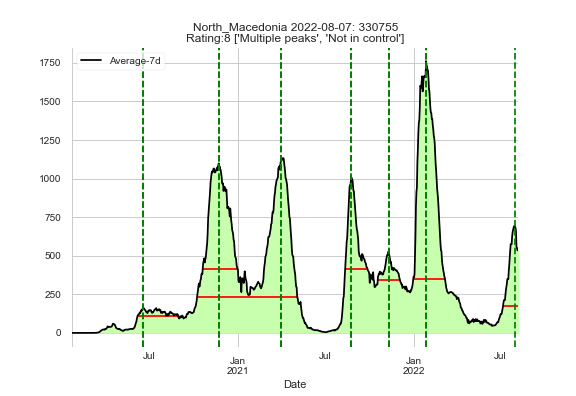 North_Macedonia 2022-08-07: 330755
Rating:8 ['Multiple peaks', 'Not in control']
Average-7d
1750
1500
1250
1000
750
500
250
0
Jul
Jan
2021
Jul
Jan
2022
Jul
Date